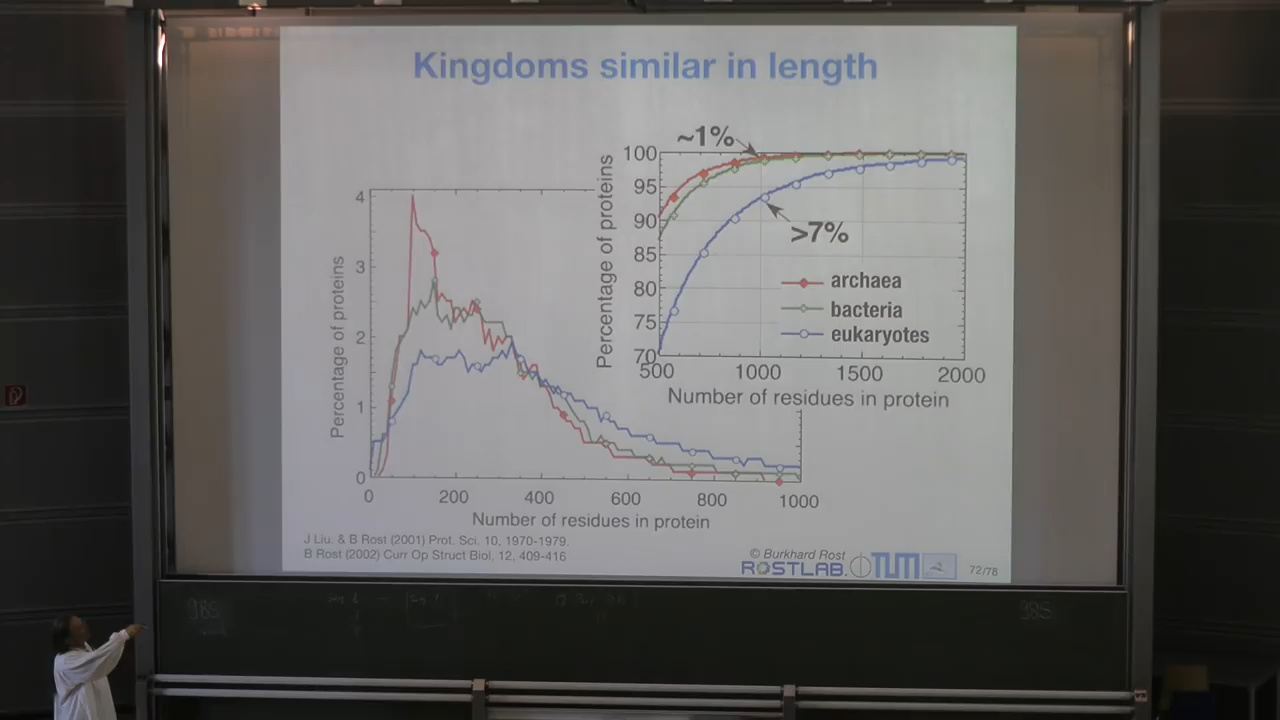 Kingdoms similar in length
~1%
100
95
90
85
80
75
70
Percentage of proteins
>7%
archaea
bacteria
eukaryotes
500 1000 1500 2000
Number of residues in protein
4
3
2
1
0
Percentage of proteins
0 200 400 600 800 1000
Number of residues in protein
J Liu. & B Rost (2001) Prot. Sci. 10, 1970-1979.
B Rost (2002) Curr Op Struct Biol, 12, 409-416
© Burkhard Rost
ROSTLAB. TUM
72/78
985 985